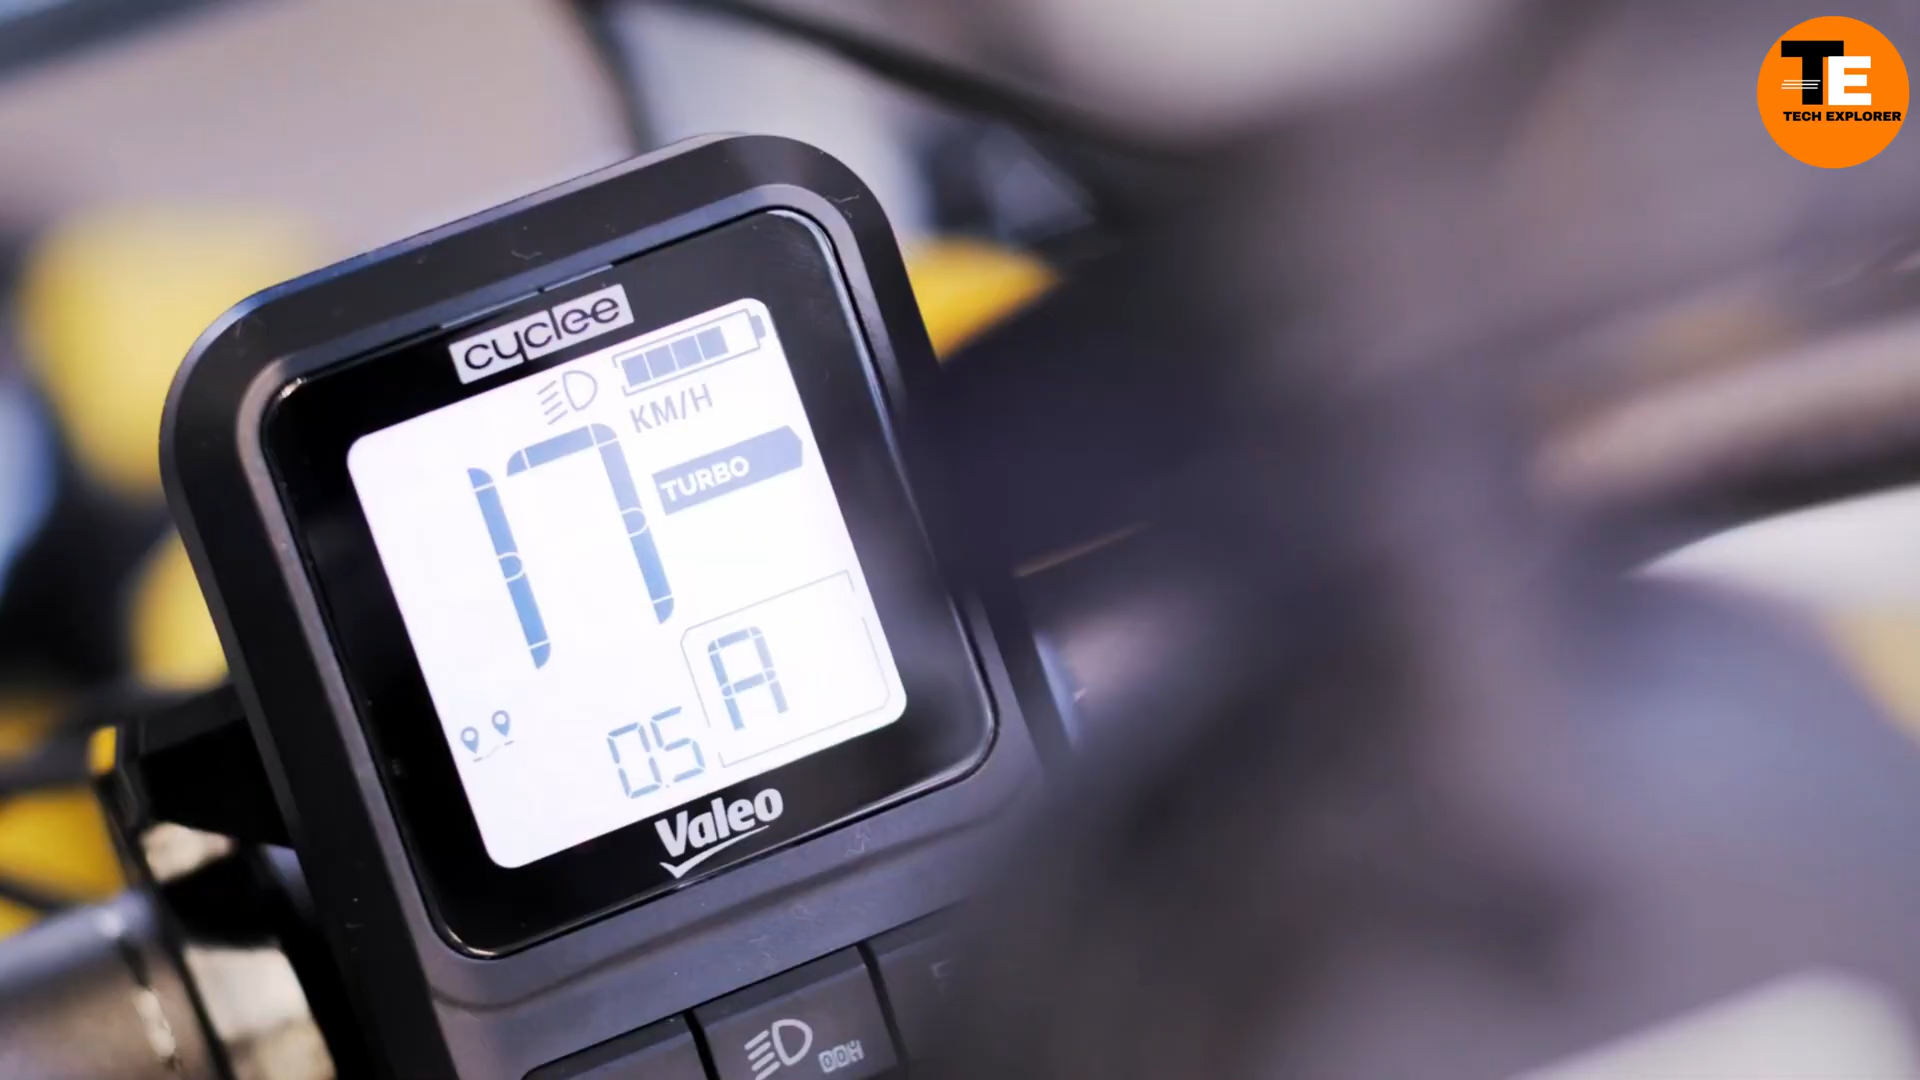 TE
TECH EXPLORER
cyclee
KM/H
17
TURBO
A
0.5
Valeo